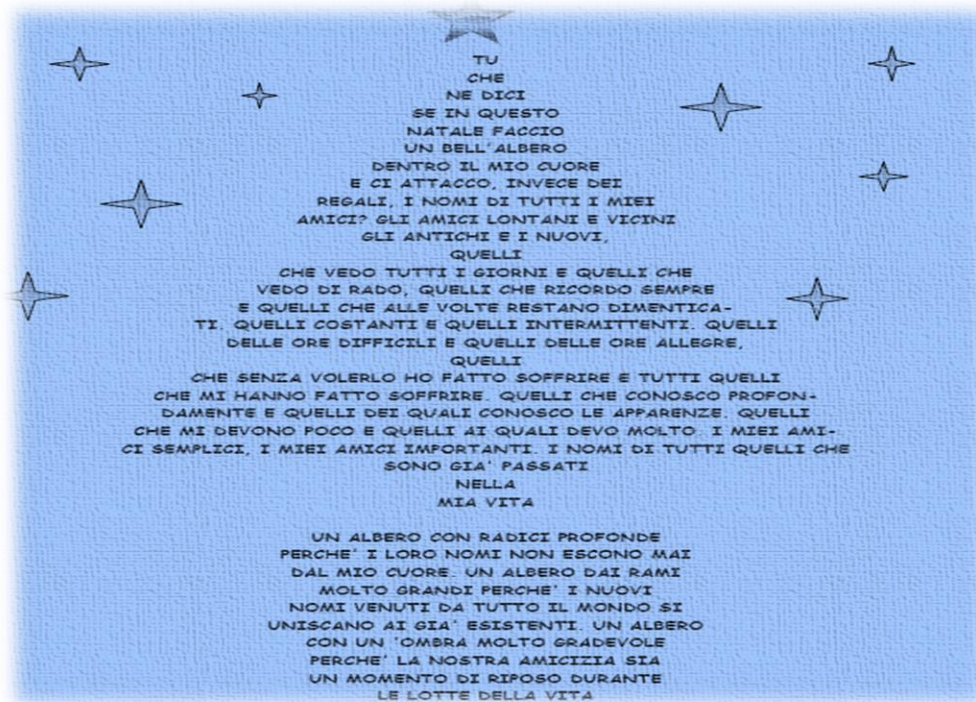 TU
CHE
NE DICI
SE IN QUESTO
NATALE FACCIO
UN BELL'ALBERO
DENTRO IL MIO CUORE
E CI ATTACCO, INVECE DEI
REGALI, I NOMI DI TUTTI I MIEI
AMICI? GLI AMICI LONTANI E VICINI
GLI ANTICHI E I NUOVI,
QUELLI
CHE VEDO TUTTI I GIORNI E QUELLI CHE
VEDO DI RADO, QUELLI CHE RICORDO SEMPRE
E QUELLI CHE ALLE VOLTE RESTANO DIMENTICA-
TI. QUELLI COSTANTI E QUELLI INTERMITTENTI. QUELLI
DELLE ORE DIFFICILI E QUELLI DELLE ORE ALLEGRE,
QUELLI
CHE SENZA VOLERLO HO FATTO SOFFRIRE E TUTTI QUELLI
CHE MI HANNO FATTO SOFFRIRE. QUELLI CHE CONOSCO PROFON-
DAMENTE E QUELLI DEI QUALI CONOSCO LE APPARENZE. QUELLI
CHE MI DEVONO POCO E QUELLI AI QUALI DEVO MOLTO. I MIEI AMI-
CI SEMPLICI, I MIEI AMICI IMPORTANTI. I NOMI DI TUTTI QUELLI CHE
SONO GIA' PASSATI
NELLA
MIA VITA
UN ALBERO CON RADICI PROFONDE
PERCHE' I LORO NOMI NON ESCONO MAI
DAL MIO CUORE. UN ALBERO DAI RAMI
MOLTO GRANDI PERCHE' I NUOVI
NOMI VENUTI DA TUTTO IL MONDO SI
UNISCANO AI GIA' ESISTENTI. UN ALBERO
CON UN 'OMBRA MOLTO GRADEVOLE
PERCHE' LA NOSTRA AMICIZIA SIA
UN MOMENTO DI RIPOSO DURANTE
LE LOTTE DELLA VITA